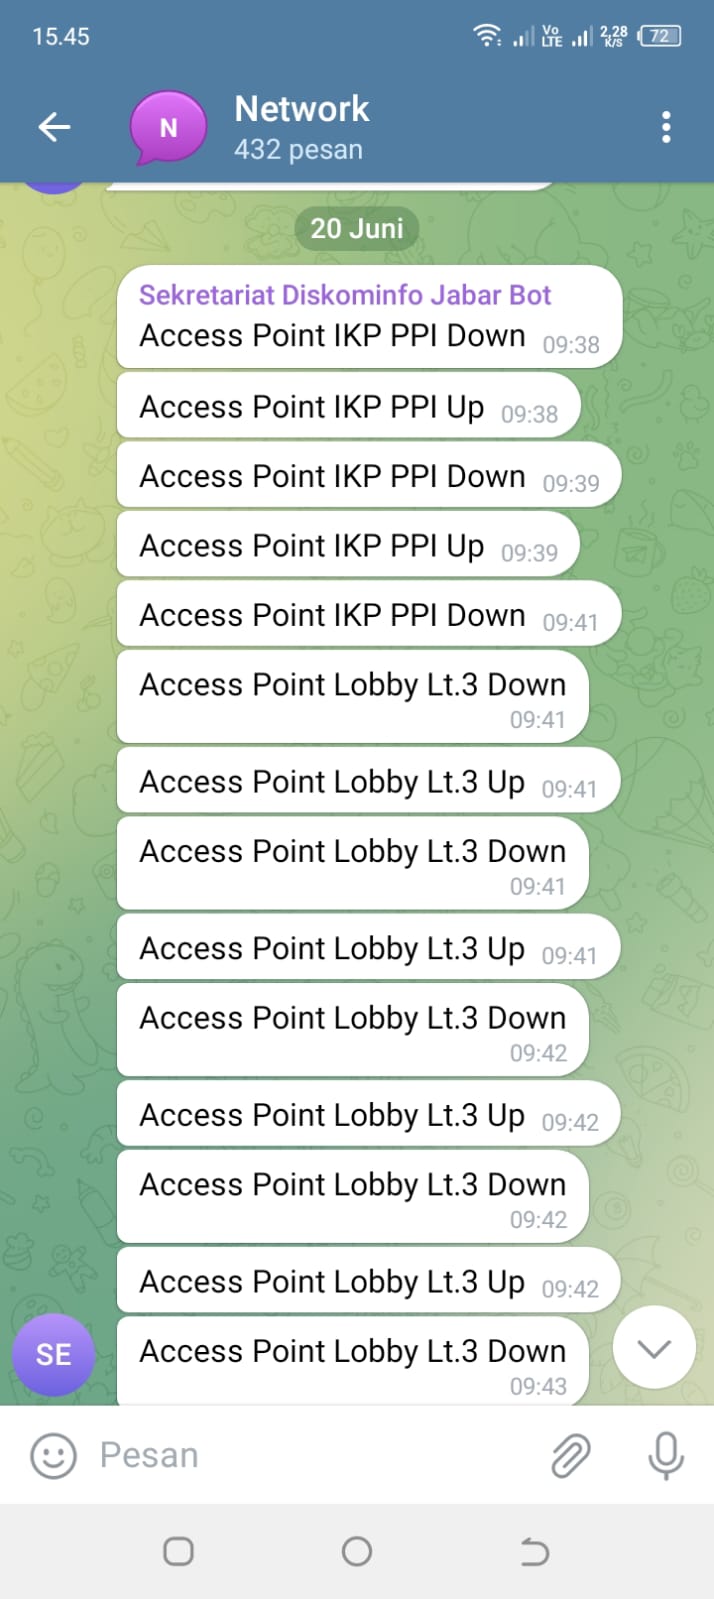 15.45
Vo LTE
2,28 K/S
72
N
Network
432 pesan
20 Juni
Sekretariat Diskominfo Jabar Bot
Access Point IKP PPI Down 09:38
Access Point IKP PPI Up 09:38
Access Point IKP PPI Down 09:39
Access Point IKP PPI Up 09:39
Access Point IKP PPI Down 09:41
Access Point Lobby Lt.3 Down
09:41
Access Point Lobby Lt.3 Up 09:41
Access Point Lobby Lt.3 Down
09:41
Access Point Lobby Lt.3 Up 09:41
Access Point Lobby Lt.3 Down
09:42
Access Point Lobby Lt.3 Up 09:42
Access Point Lobby Lt.3 Down
09:42
Access Point Lobby Lt.3 Up 09:42
SE
Access Point Lobby Lt.3 Down
09:43
Pesan